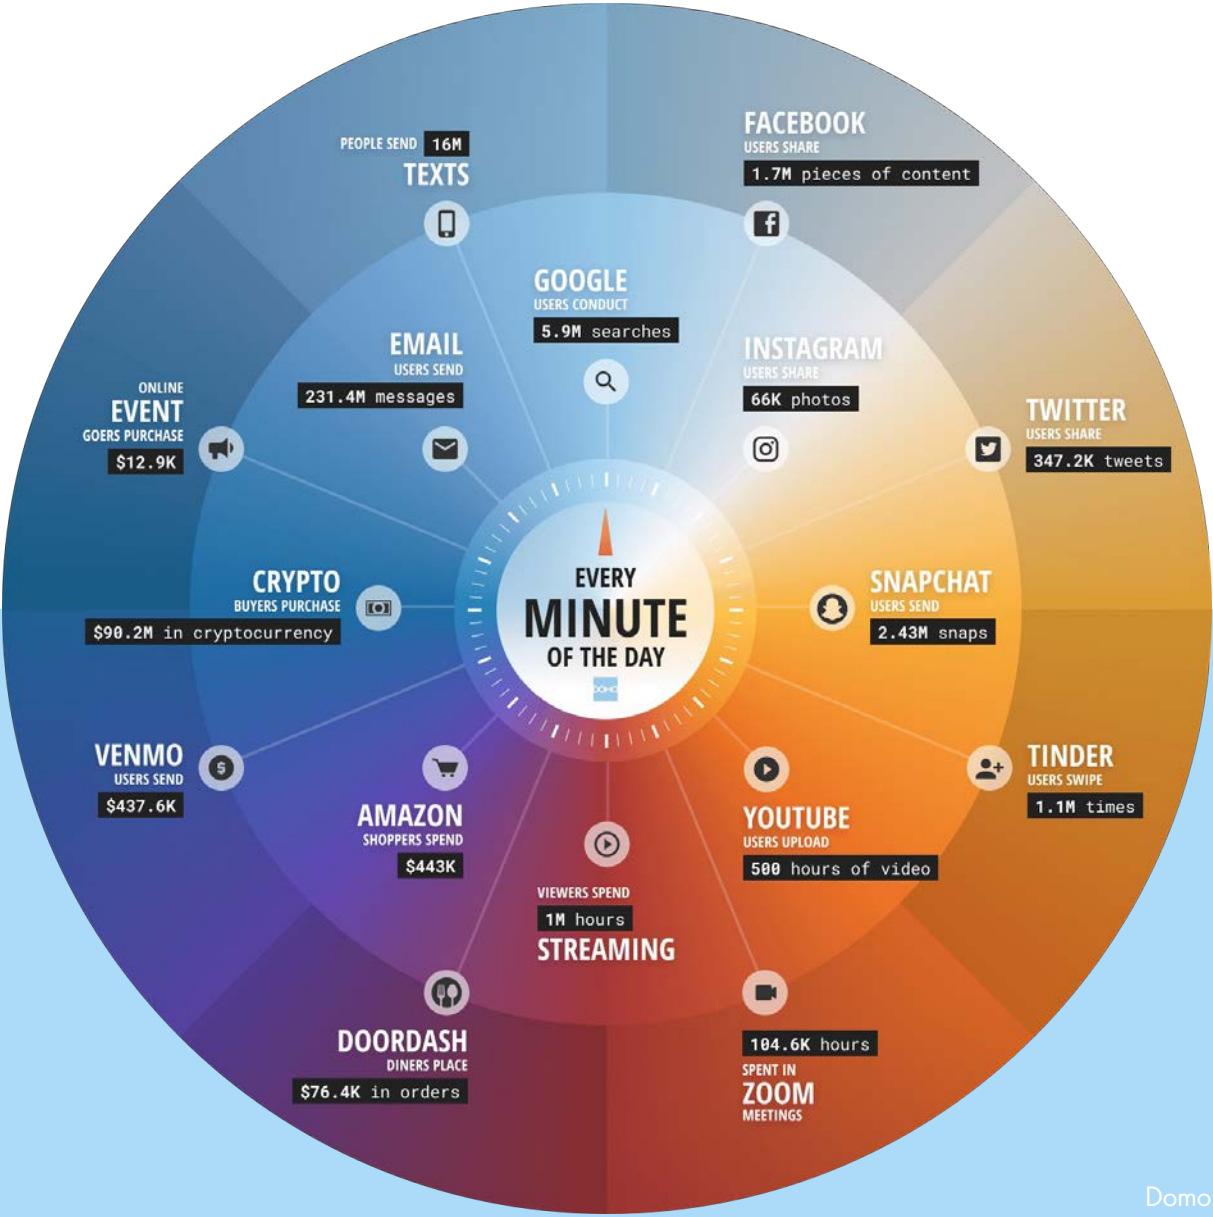 PEOPLE SEND 16M
TEXTS
FACEBOOK
USERS SHARE
1.7M pieces of content
GOOGLE
USERS CONDUCT
5.9M searches
EMAIL
USERS SEND
231.4M messages
INSTAGRAM
USERS SHARE
66K photos
ONLINE
EVENT
GOERS PURCHASE
$12.9K
TWITTER
USERS SHARE
347.2K tweets
EVERY
MINUTE
OF THE DAY
DOMO
CRYPTO
BUYERS PURCHASE
$90.2M in cryptocurrency
SNAPCHAT
USERS SEND
2.43M snaps
VENMO
USERS SEND
$437.6K
$
TINDER
USERS SWIPE
1.1M times
AMAZON
SHOPPERS SPEND
$443K
YOUTUBE
USERS UPLOAD
500 hours of video
VIEWERS SPEND
1M hours
STREAMING
DOORDASH
DINERS PLACE
$76.4K in orders
104.6K hours
SPENT IN
ZOOM
MEETINGS
Domo